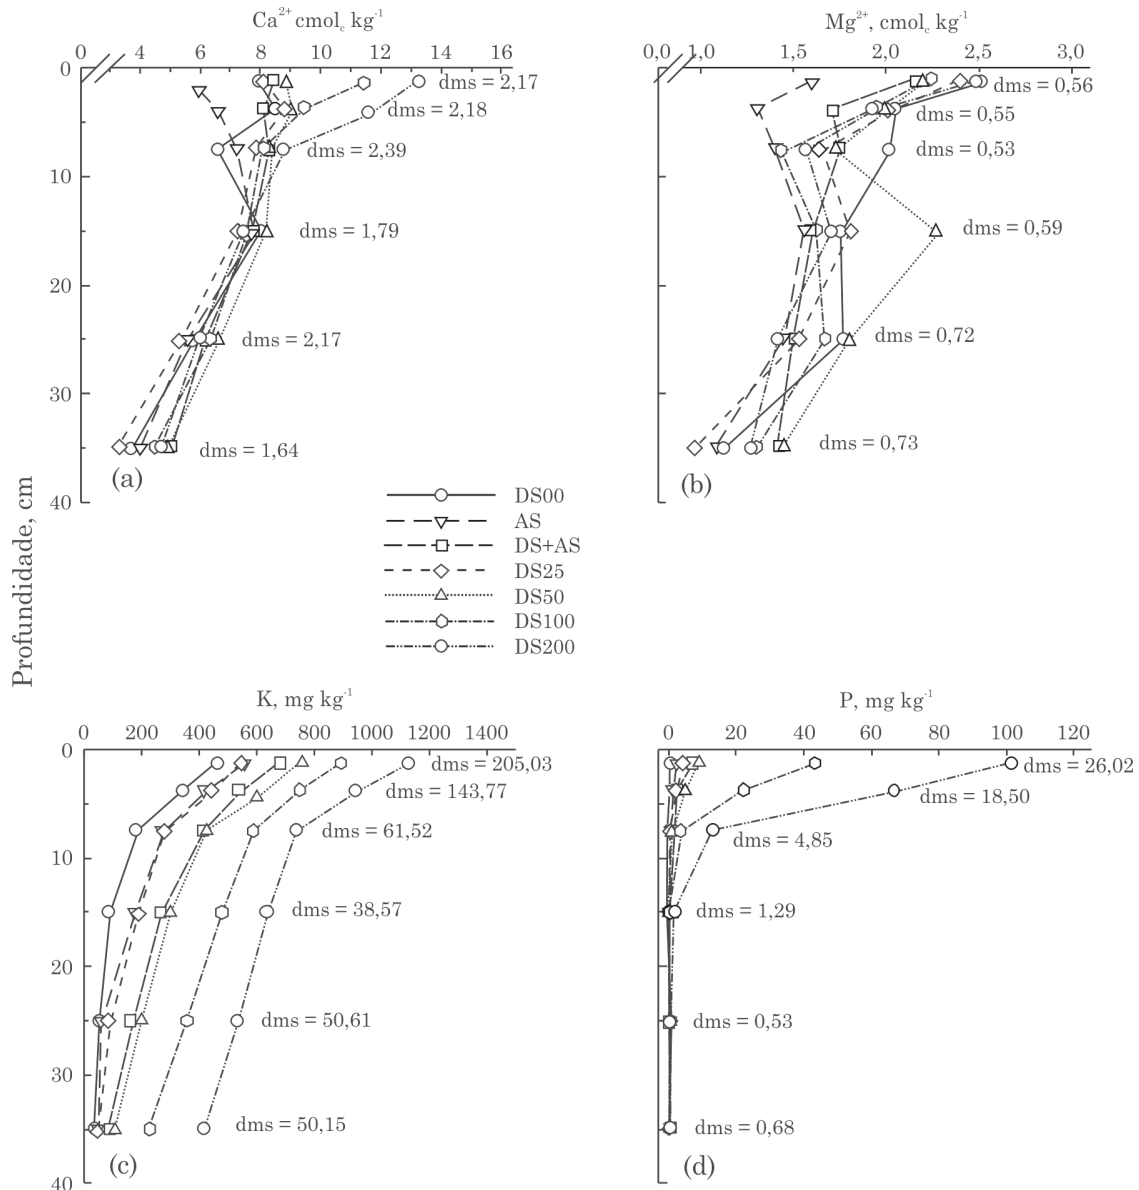 Ca²⁺ cmol꜀ kg⁻¹
0 4 6 8 10 12 14 16
0
10
20
30
40
dms = 2,17
dms = 2,18
dms = 2,39
dms = 1,79
dms = 2,17
dms = 1,64
(a)
Mg²⁺, cmol꜀ kg⁻¹
0,0 1,0 1,5 2,0 2,5 3,0
dms = 0,56
dms = 0,55
dms = 0,53
dms = 0,59
dms = 0,72
dms = 0,73
(b)
Profundidade, cm
DS00
AS
DS+AS
DS25
DS50
DS100
DS200
K, mg kg⁻¹
0 200 400 600 800 1000 1200 1400
0
10
20
30
40
dms = 205,03
dms = 143,77
dms = 61,52
dms = 38,57
dms = 50,61
dms = 50,15
(c)
P, mg kg⁻¹
0 20 40 60 80 100 120
dms = 26,02
dms = 18,50
dms = 4,85
dms = 1,29
dms = 0,53
dms = 0,68
(d)